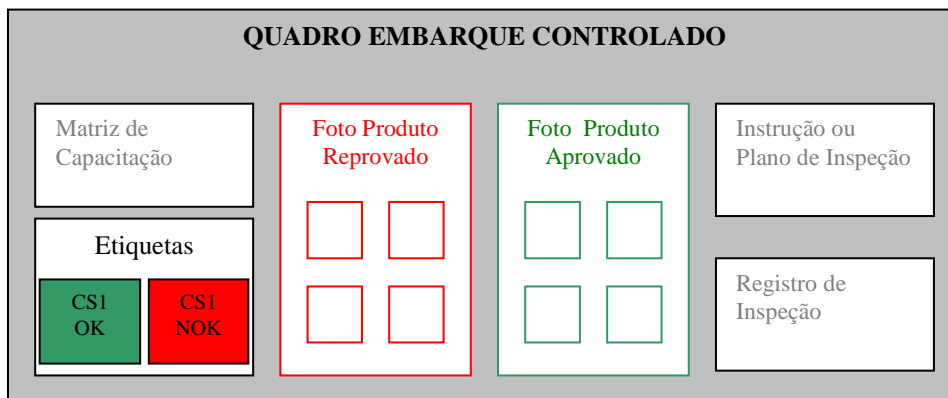 QUADRO EMBARQUE CONTROLADO
Matriz de
Capacitação
Etiquetas
CS1
OK
CS1
NOK
Foto Produto
Reprovado
Foto Produto
Aprovado
Instrução ou
Plano de Inspeção
Registro de
Inspeção